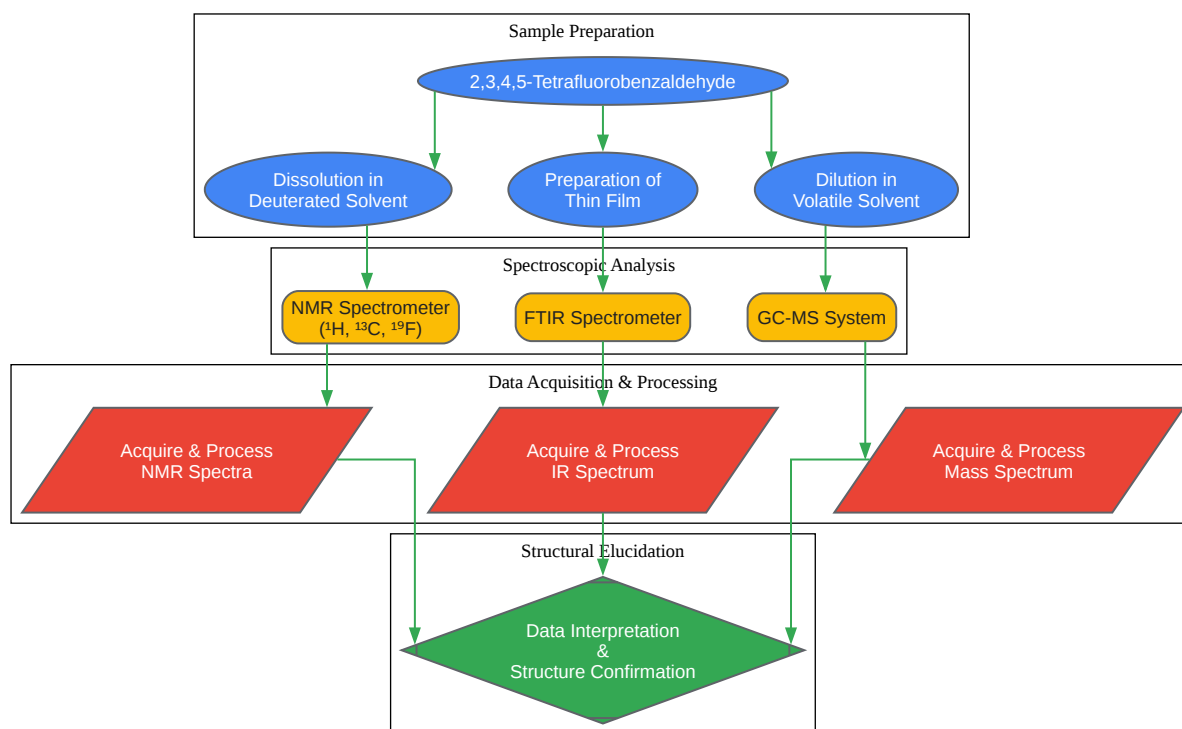 Sample Preparation
2,3,4,5-Tetrafluorobenzaldehyde
Dissolution in
Deuterated Solvent
Preparation of
Thin Film
Dilution in
Volatile Solvent
Spectroscopic Analysis
NMR Spectrometer
(¹H, ¹³C, ¹⁹F)
FTIR Spectrometer
GC-MS System
Data Acquisition & Processing
Acquire & Process
NMR Spectra
Acquire & Process
IR Spectrum
Acquire & Process
Mass Spectrum
Structural Elucidation
Data Interpretation
&
Structure Confirmation